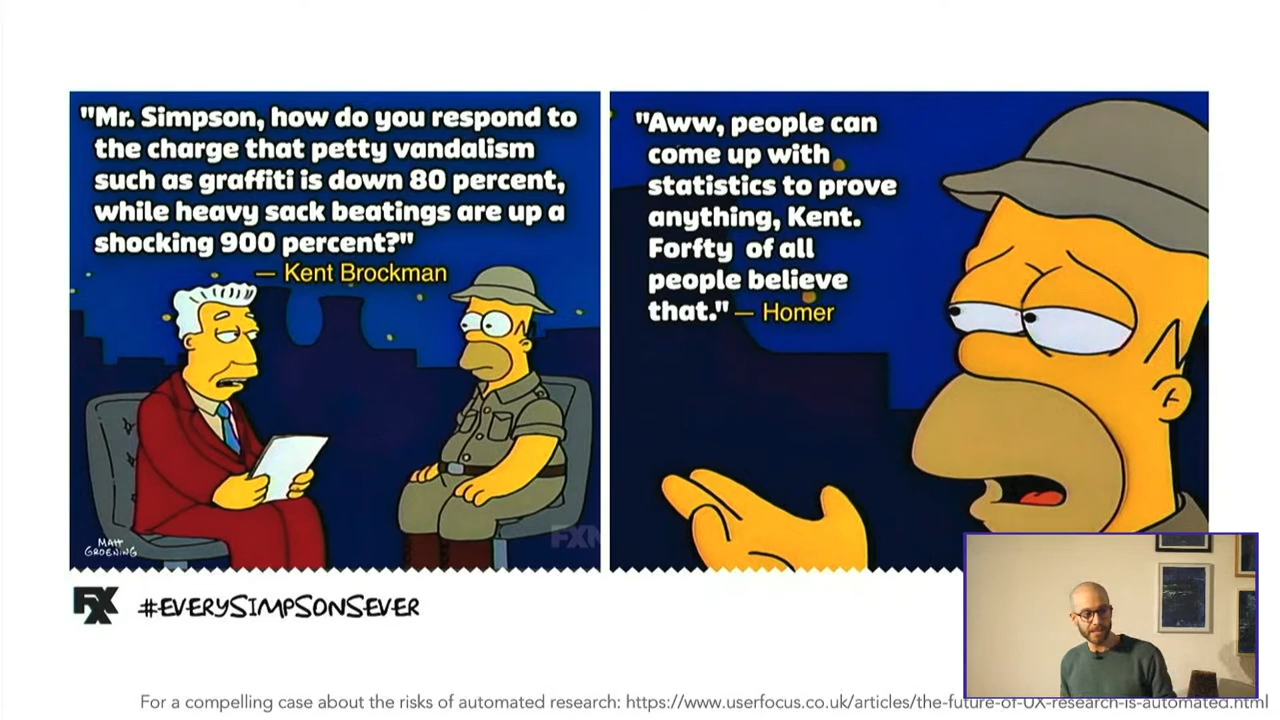 "Mr. Simpson, how do you respond to
the charge that petty vandalism
such as graffiti is down 80 percent,
while heavy sack beatings are up a
shocking 900 percent?"
— Kent Brockman
"Aww, people can
come up with
statistics to prove
anything, Kent.
Forfty of all
people believe
that." — Homer
MATT
GROENING
FXN
FX #EVERYSIMPSONSEVER
For a compelling case about the risks of automated research: https://www.userfocus.co.uk/articles/the-future-of-UX-research-is-automated.html